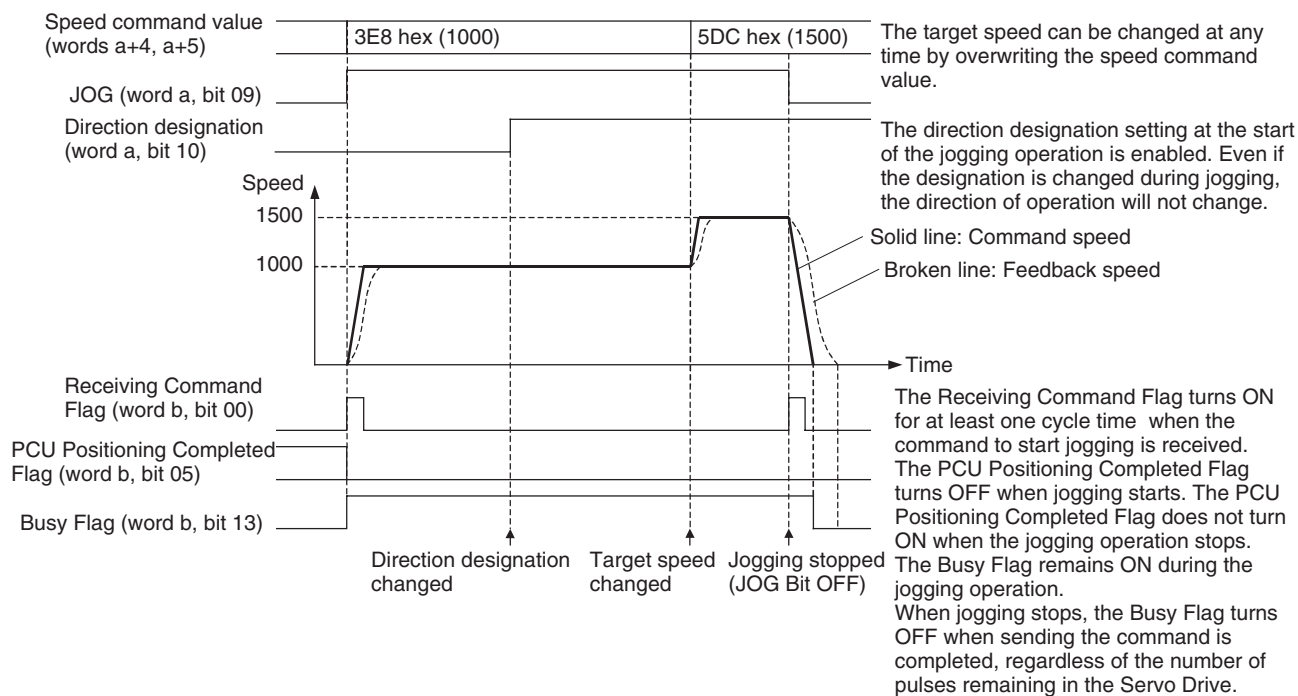 Speed command value
(words a+4, a+5)
3E8 hex (1000)
5DC hex (1500)
The target speed can be changed at any
time by overwriting the speed command
value.
JOG (word a, bit 09)
Direction designation
(word a, bit 10)
The direction designation setting at the start
of the jogging operation is enabled. Even if
the designation is changed during jogging,
the direction of operation will not change.
Speed
1500
1000
Solid line: Command speed
Broken line: Feedback speed
Time
Receiving Command
Flag (word b, bit 00)
PCU Positioning Completed
Flag (word b, bit 05)
Busy Flag (word b, bit 13)
The Receiving Command Flag turns ON
for at least one cycle time when the
command to start jogging is received.
The PCU Positioning Completed Flag
turns OFF when jogging starts. The PCU
Positioning Completed Flag does not turn
ON when the jogging operation stops.
The Busy Flag remains ON during the
jogging operation.
When jogging stops, the Busy Flag turns
OFF when sending the command is
completed, regardless of the number of
pulses remaining in the Servo Drive.
Direction designation
changed
Target speed
changed
Jogging stopped
(JOG Bit OFF)